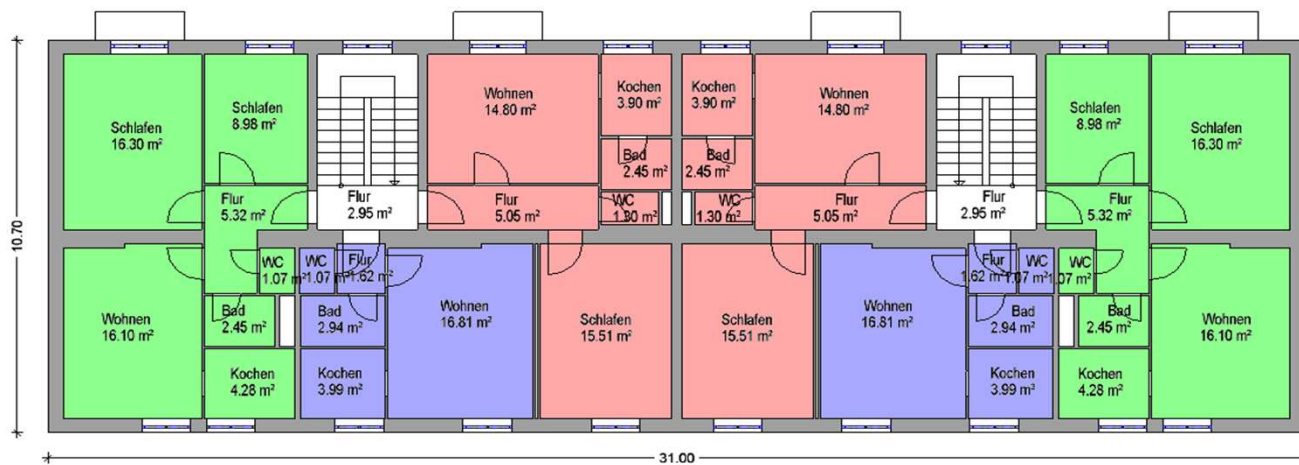 Schlafen
16.30 m²
Schlafen
8.98 m²
Flur
5.32 m²
Flur
2.95 m²
Wohnen
14.80 m²
Kochen
3.90 m²
Bad
2.45 m²
WC
1.30 m²
Flur
5.05 m²
Kochen
3.90 m²
Bad
2.45 m²
WC
1.30 m²
Wohnen
14.80 m²
Flur
5.05 m²
Flur
2.95 m²
Schlafen
8.98 m²
Flur
5.32 m²
Schlafen
16.30 m²
10.70
Wohnen
16.10 m²
WC
1.07 m²
Bad
2.45 m²
Kochen
4.28 m²
WC
1.07 m²
Flur
1.62 m²
Bad
2.94 m²
Kochen
3.99 m²
Wohnen
16.81 m²
Schlafen
15.51 m²
Schlafen
15.51 m²
Wohnen
16.81 m²
Flur
1.62 m²
WC
1.07 m²
Bad
2.94 m²
Kochen
3.99 m²
WC
1.07 m²
Bad
2.45 m²
Kochen
4.28 m²
Wohnen
16.10 m²
31.00